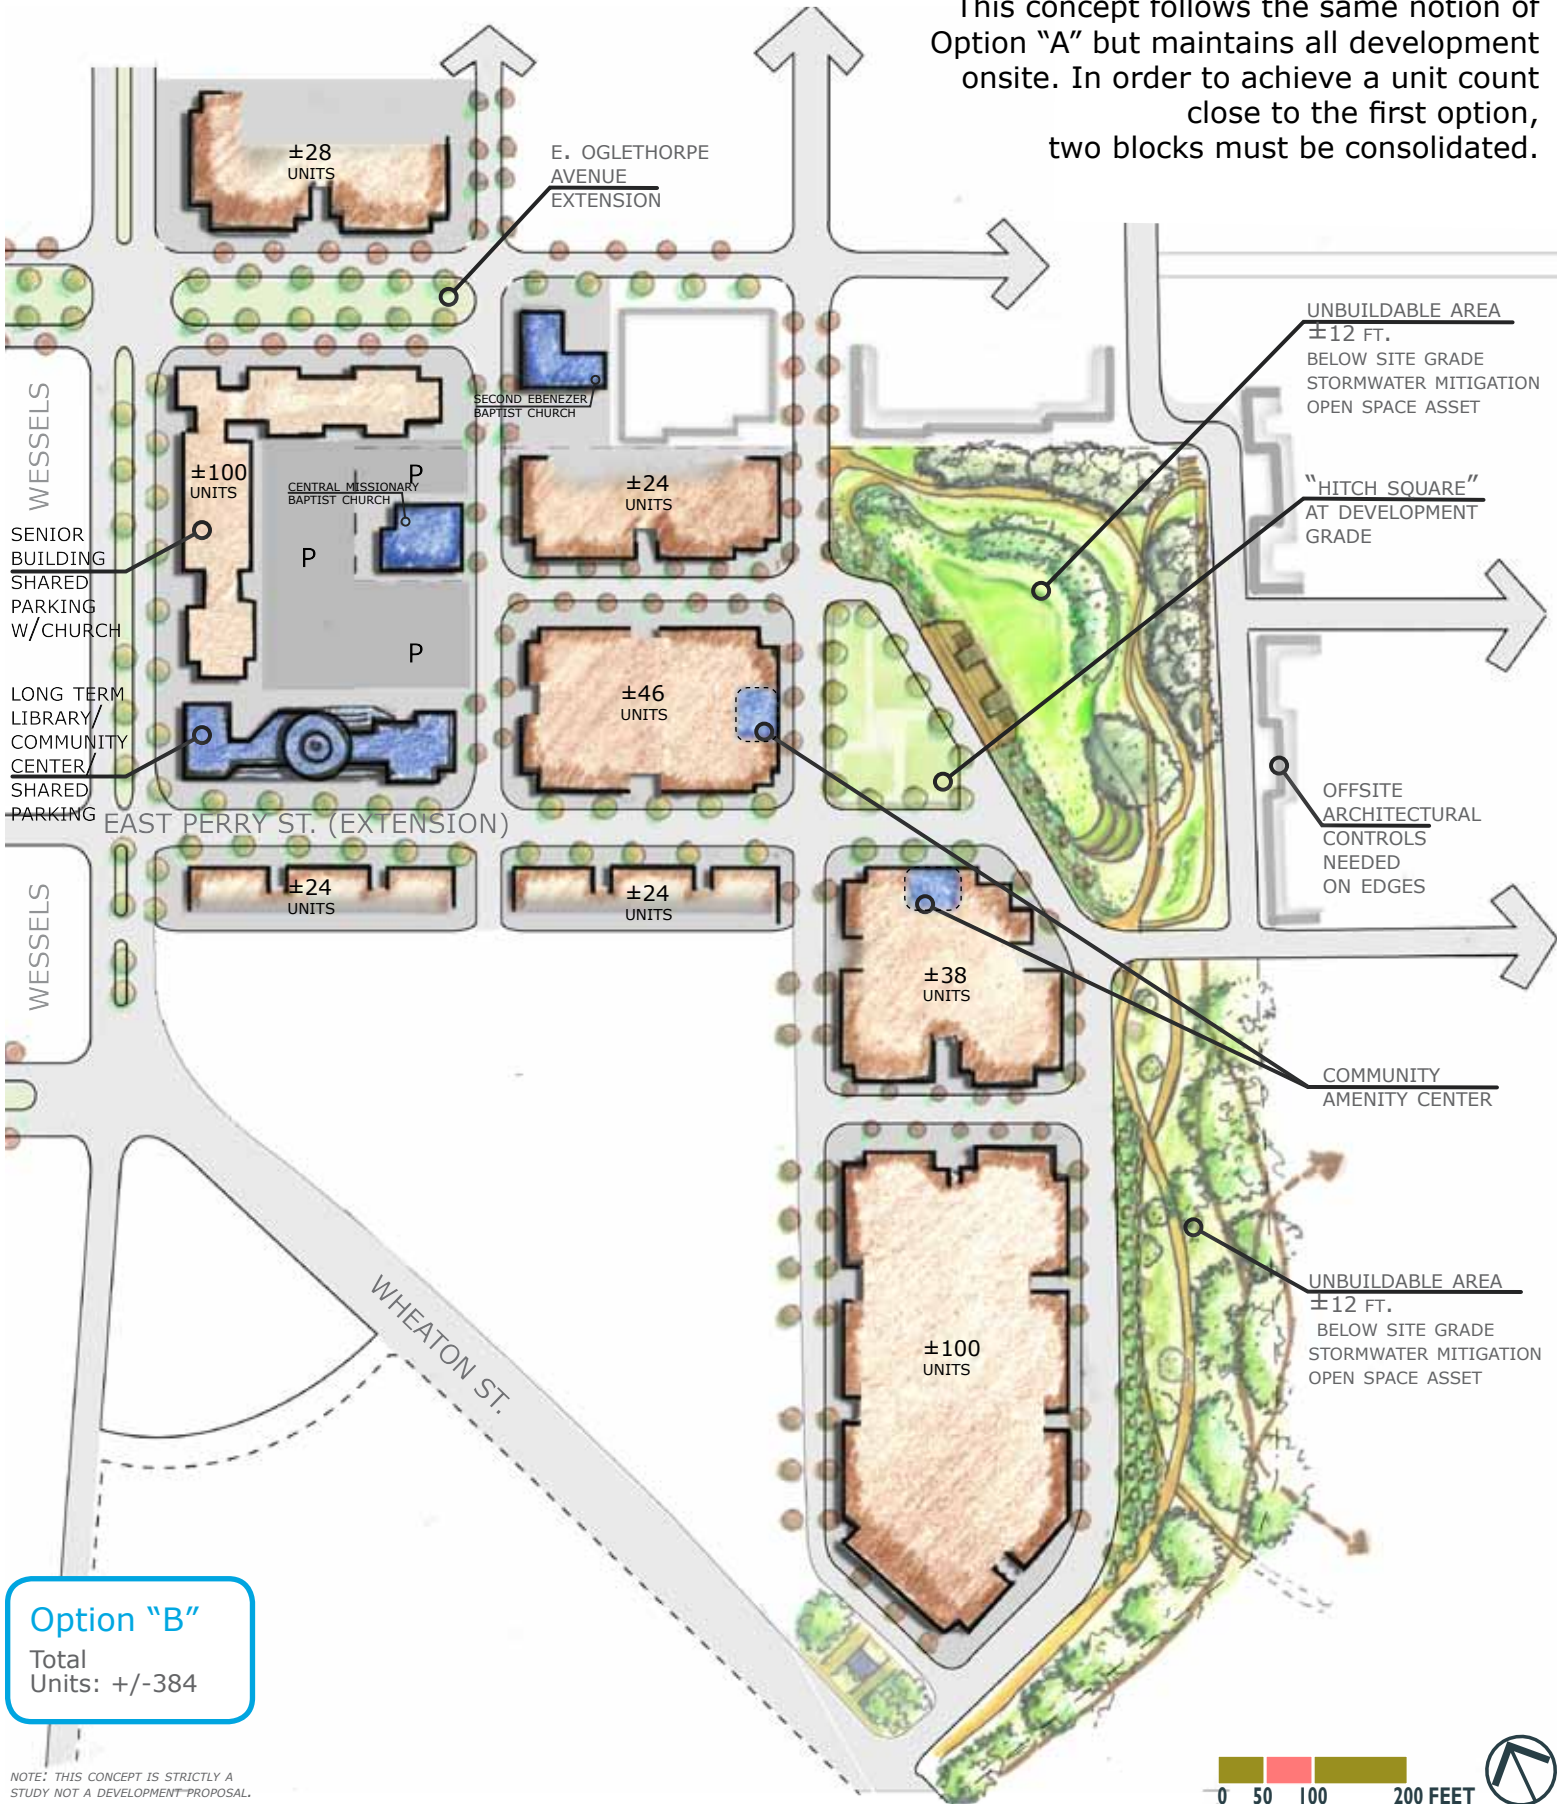 This concept follows the same notion of
Option “A” but maintains all development
onsite. In order to achieve a unit count
close to the first option,
two blocks must be consolidated.
±28
UNITS
E. OGLETHORPE
AVENUE
EXTENSION
UNBUILDABLE AREA
±12 FT.
BELOW SITE GRADE
STORMWATER MITIGATION
OPEN SPACE ASSET
WESSELS
SECOND EBENEZER
BAPTIST CHURCH
±100
UNITS
P
CENTRAL MISSIONARY
BAPTIST CHURCH
±24
UNITS
“HITCH SQUARE”
AT DEVELOPMENT
GRADE
SENIOR
BUILDING
SHARED
PARKING
W/CHURCH
P
P
LONG TERM
LIBRARY/
COMMUNITY
CENTER/
SHARED
PARKING
±46
UNITS
OFFSITE
ARCHITECTURAL
CONTROLS
NEEDED
ON EDGES
EAST PERRY ST. (EXTENSION)
WESSELS
±24
UNITS
±24
UNITS
±38
UNITS
COMMUNITY
AMENITY CENTER
WHEATON ST.
UNBUILDABLE AREA
±12 FT.
BELOW SITE GRADE
STORMWATER MITIGATION
OPEN SPACE ASSET
±100
UNITS
Option “B”
Total
Units: +/-384
NOTE: THIS CONCEPT IS STRICTLY A
STUDY NOT A DEVELOPMENT PROPOSAL.
0 50 100 200 FEET